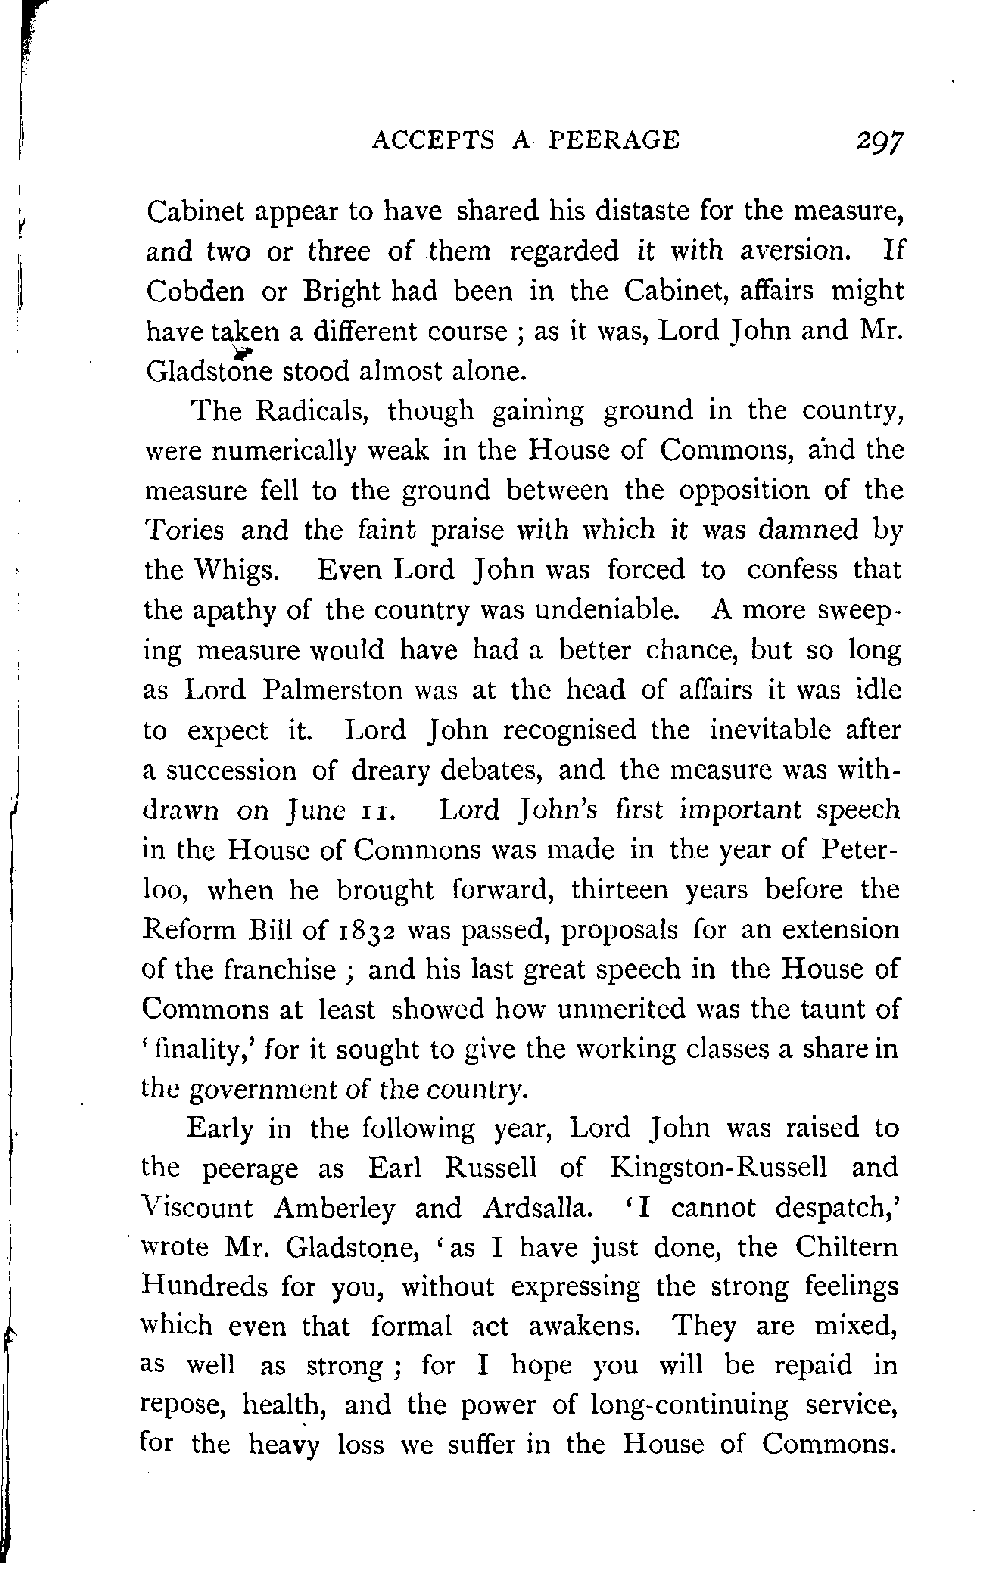 ACCEPTS A PEERAGE 297
Cabinet appear to have shared his distaste for the measure,
and two or three of them regarded it with aversion. If
Cobden or Bright had been in the Cabinet, affairs might
have taken a different course ; as it was, Lord John and Mr.
Gladstone stood almost alone.
The Radicals, though gaining ground in the country,
were numerically weak in the House of Commons, and the
measure fell to the ground between the opposition of the
Tories and the faint praise with which it was damned by
the Whigs. Even Lord John was forced to confess that
the apathy of the country was undeniable. A more sweep-
ing measure would have had a better chance, but so long
as Lord Palmerston was at the head of affairs it was idle
to expect it. Lord John recognised the inevitable after
a succession of dreary debates, and the measure was with-
drawn on June 11. Lord John's first important speech
in the House of Commons was made in the year of Peter-
loo, when he brought forward, thirteen years before the
Reform Bill of 1832 was passed, proposals for an extension
of the franchise ; and his last great speech in the House of
Commons at least showed how unmerited was the taunt of
'finality,' for it sought to give the working classes a share in
the government of the country.
Early in the following year, Lord John was raised to
the peerage as Earl Russell of Kingston-Russell and
Viscount Amberley and Ardsalla. 'I cannot despatch,'
wrote Mr. Gladstone, 'as I have just done, the Chiltern
Hundreds for you, without expressing the strong feelings
which even that formal act awakens. They are mixed,
as well as strong ; for I hope you will be repaid in
repose, health, and the power of long-continuing service,
for the heavy loss we suffer in the House of Commons.